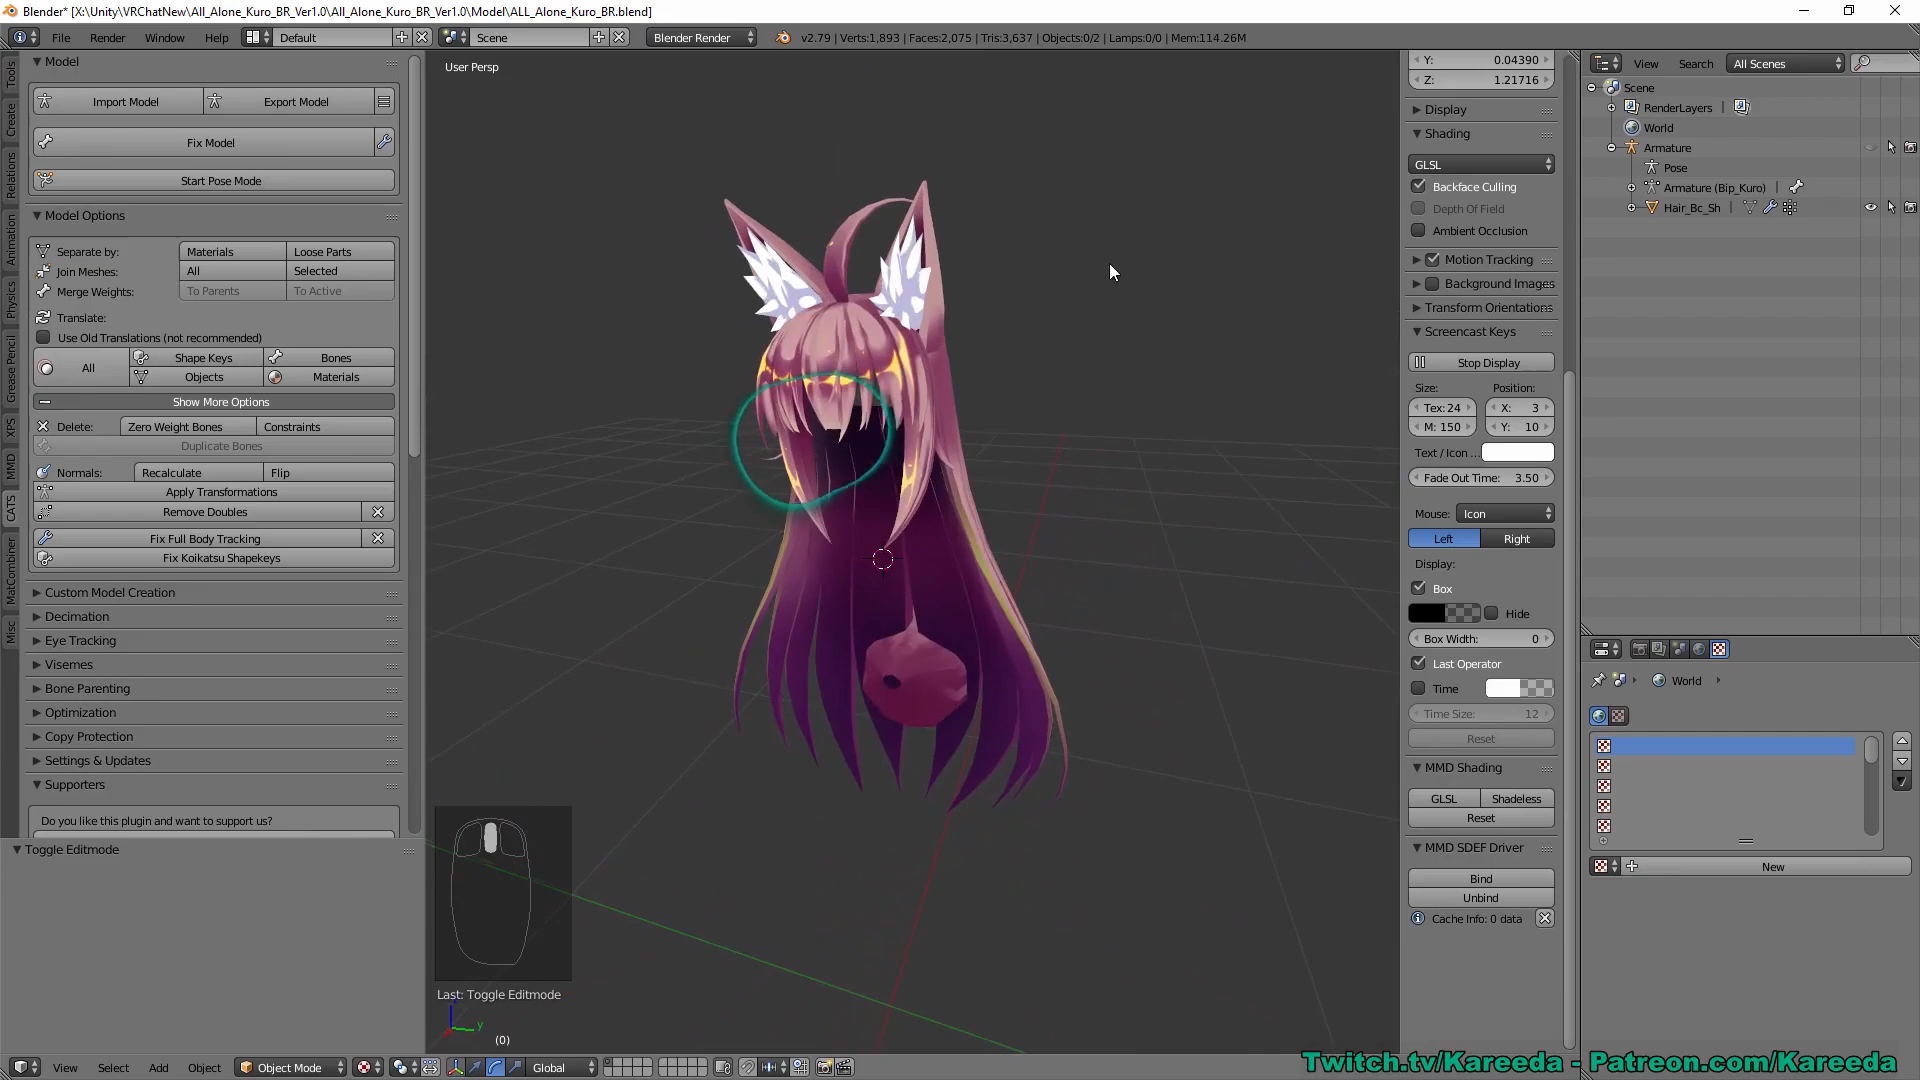 Blender* [X:\Unity\VRChatNew\All_Alone_Kuro_BR_Ver1.0\All_Alone_Kuro_BR_Ver1.0\Model\ALL_Alone_Kuro_BR.blend]
File Render Window Help Default Scene Blender Render v2.79 | Verts:1,893 | Faces:2,075 | Tris:3,637 | Objects:0/2 | Lamps:0/0 | Mem:114.26M
Tools
Create
Relations
Animation
Physics
Grease Pencil
XPS
MMD
CATS
MatCombiner
Misc
Model
Import Model Export Model
Fix Model
Start Pose Mode
Model Options
Separate by: Materials Loose Parts
Join Meshes: All Selected
Merge Weights: To Parents To Active
Translate:
Use Old Translations (not recommended)
All Shape Keys Bones
Objects Materials
Show More Options
Delete: Zero Weight Bones Constraints
Duplicate Bones
Normals: Recalculate Flip
Apply Transformations
Remove Doubles
Fix Full Body Tracking
Fix Koikatsu Shapekeys
Custom Model Creation
Decimation
Eye Tracking
Visemes
Bone Parenting
Optimization
Copy Protection
Settings & Updates
Supporters
Do you like this plugin and want to support us?
Toggle Editmode
User Persp
Last: Toggle Editmode
y
(0)
View Select Add Object Object Mode Global
Y: 0.04390
Z: 1.21716
Display
Shading
GLSL
Backface Culling
Depth Of Field
Ambient Occlusion
Motion Tracking
Background Images
Transform Orientations
Screencast Keys
Stop Display
Size: Position:
Tex: 24 X: 3
M: 150 Y: 10
Text / Icon ...
Fade Out Time: 3.50
Mouse: Icon
Left Right
Display:
Box
Hide
Box Width: 0
Last Operator
Time
Time Size: 12
Reset
MMD Shading
GLSL Shadeless
Reset
MMD SDEF Driver
Bind
Unbind
Cache Info: 0 data
View Search All Scenes
Scene
RenderLayers |
World
Armature
Pose
Armature (Bip_Kuro) |
Hair_Bc_Sh |
World
New
Twitch.tv/Kareeda - Patreon.com/Kareeda